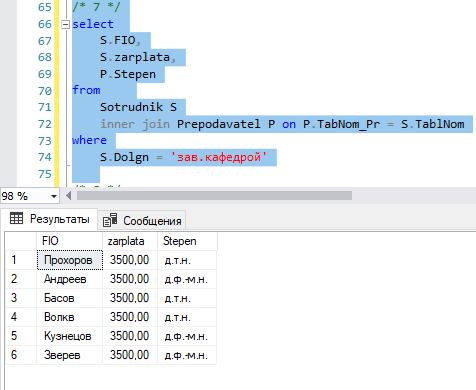 65 /* 7 */
66 select
67 S.FIO,
68 S.zarplata,
69 P.Stepen
70 from
71 Sotrudnik S
72 inner join Prepodavatel P on P.TabNom_Pr = S.TablNom
73 where
74 S.Dolgn = 'зав.кафедрой'
75
98 %
Результаты Сообщения
FIO zarplata Stepen
1 Прохоров 3500,00 д.т.н.
2 Андреев 3500,00 д.ф.-м.н.
3 Басов 3500,00 д.т.н.
4 Волкв 3500,00 д.т.н.
5 Кузнецов 3500,00 д.ф.-м.н.
6 Зверев 3500,00 д.ф.-м.н.